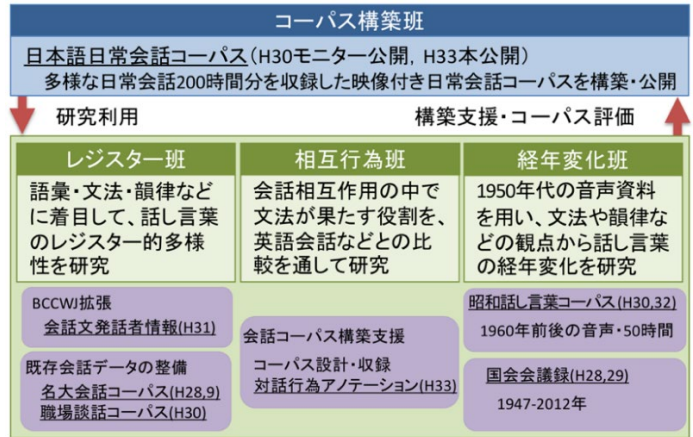 コーパス構築班
日本語日常会話コーパス(H30モニター公開, H33本公開)
多様な日常会話200時間分を収録した映像付き日常会話コーパスを構築・公開
研究利用
構築支援・コーパス評価
レジスター班
語彙・文法・韻律など
に着目して、話し言葉
のレジスター的多様
性を研究
BCCWJ拡張
会話文発話者情報(H31)
既存会話データの整備
名大会話コーパス(H28,9)
職場談話コーパス(H30)
相互行為班
会話相互作用の中で
文法が果たす役割を、
英語会話などとの比
較を通して研究
会話コーパス構築支援
コーパス設計・収録
対話行為アノテーション(H33)
経年変化班
1950年代の音声資料
を用い、文法や韻律な
どの観点から話し言葉
の経年変化を研究
昭和話し言葉コーパス(H30,32)
1960年前後の音声・50時間
国会会議録(H28,29)
1947-2012年